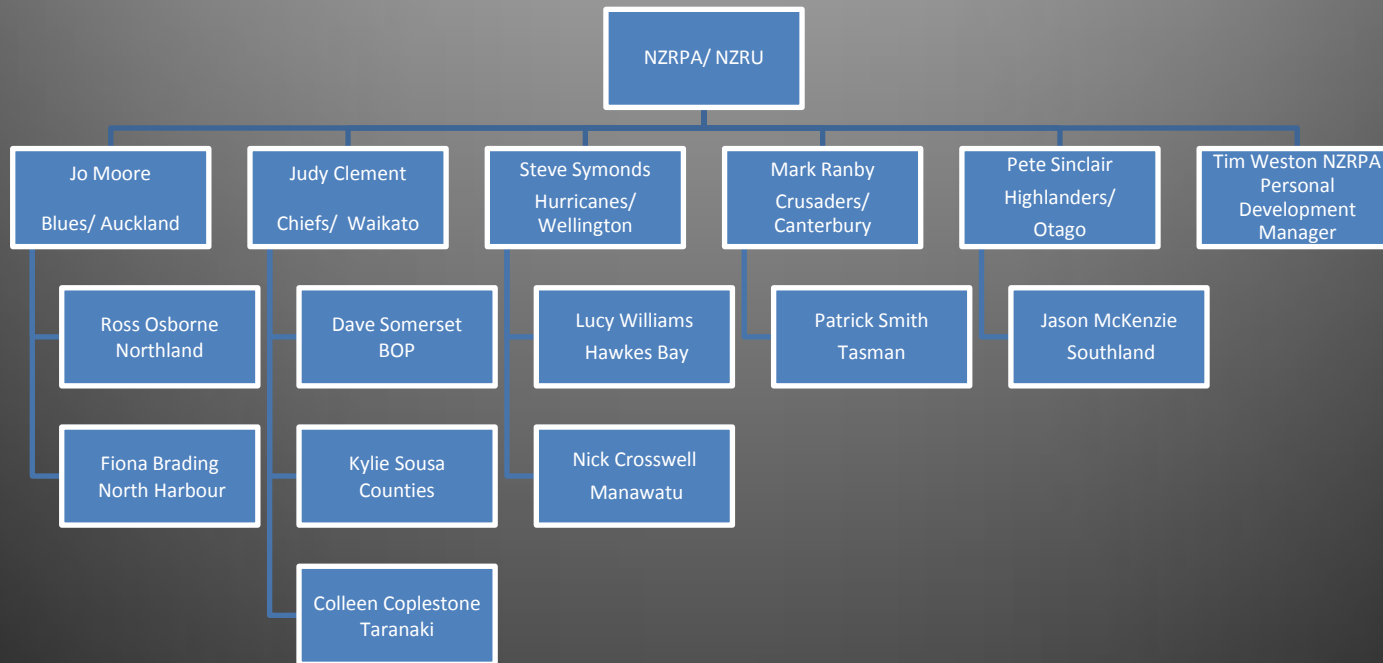 NZRPA/ NZRU
Jo Moore
Blues/ Auckland
Judy Clement
Chiefs/ Waikato
Steve Symonds
Hurricanes/
Wellington
Mark Ranby
Crusaders/
Canterbury
Pete Sinclair
Highlanders/
Otago
Tim Weston NZRPA
Personal
Development
Manager
Ross Osborne
Northland
Dave Somerset
BOP
Lucy Williams
Hawkes Bay
Patrick Smith
Tasman
Jason McKenzie
Southland
Fiona Brading
North Harbour
Kylie Sousa
Counties
Nick Crosswell
Manawatu
Colleen Coplestone
Taranaki